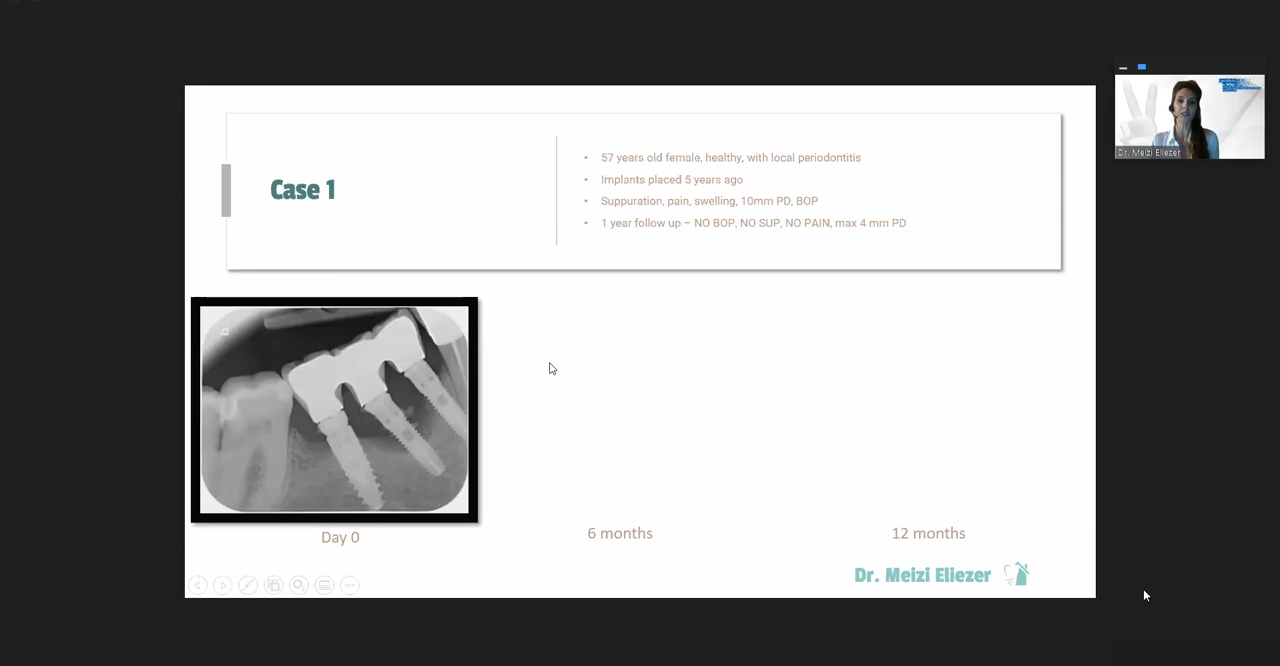 Case 1
57 years old female, healthy, with local periodontitis
Implants placed 5 years ago
Suppuration, pain, swelling, 10mm PD, BOP
1 year follow up – NO BOP, NO SUP, NO PAIN, max 4 mm PD
Dr. Meizi Eliezer
Day 0
6 months
12 months
Dr. Meizi Eliezer